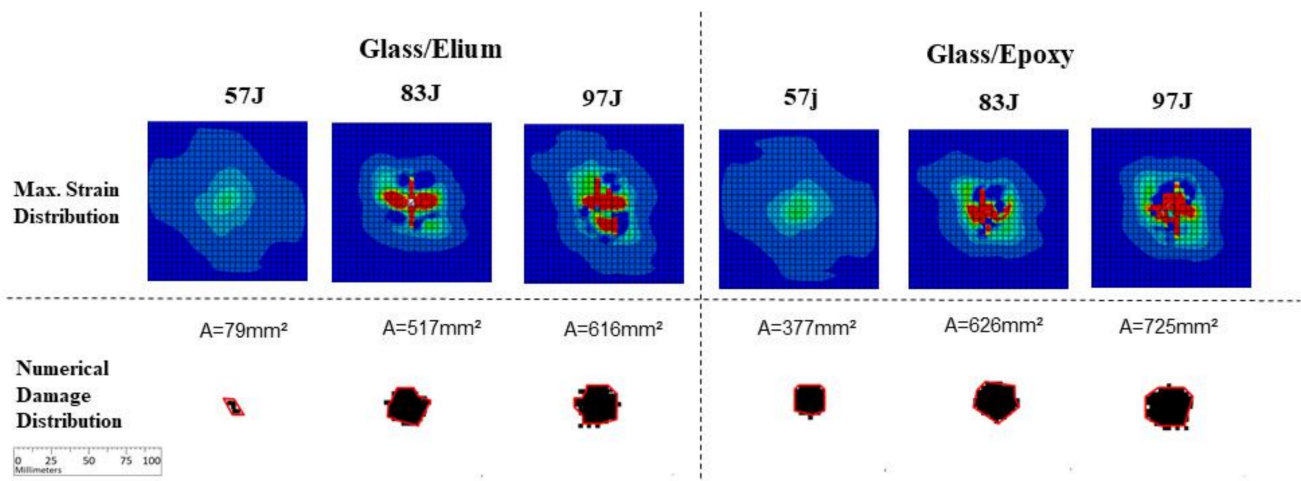 Glass/Elium
Glass/Epoxy
57J
83J
97J
57j
83J
97J
Max. Strain
Distribution
A=79mm²
A=517mm²
A=616mm²
A=377mm²
A=626mm²
A=725mm²
Numerical
Damage
Distribution
0 25 50 75 100
Millimeters